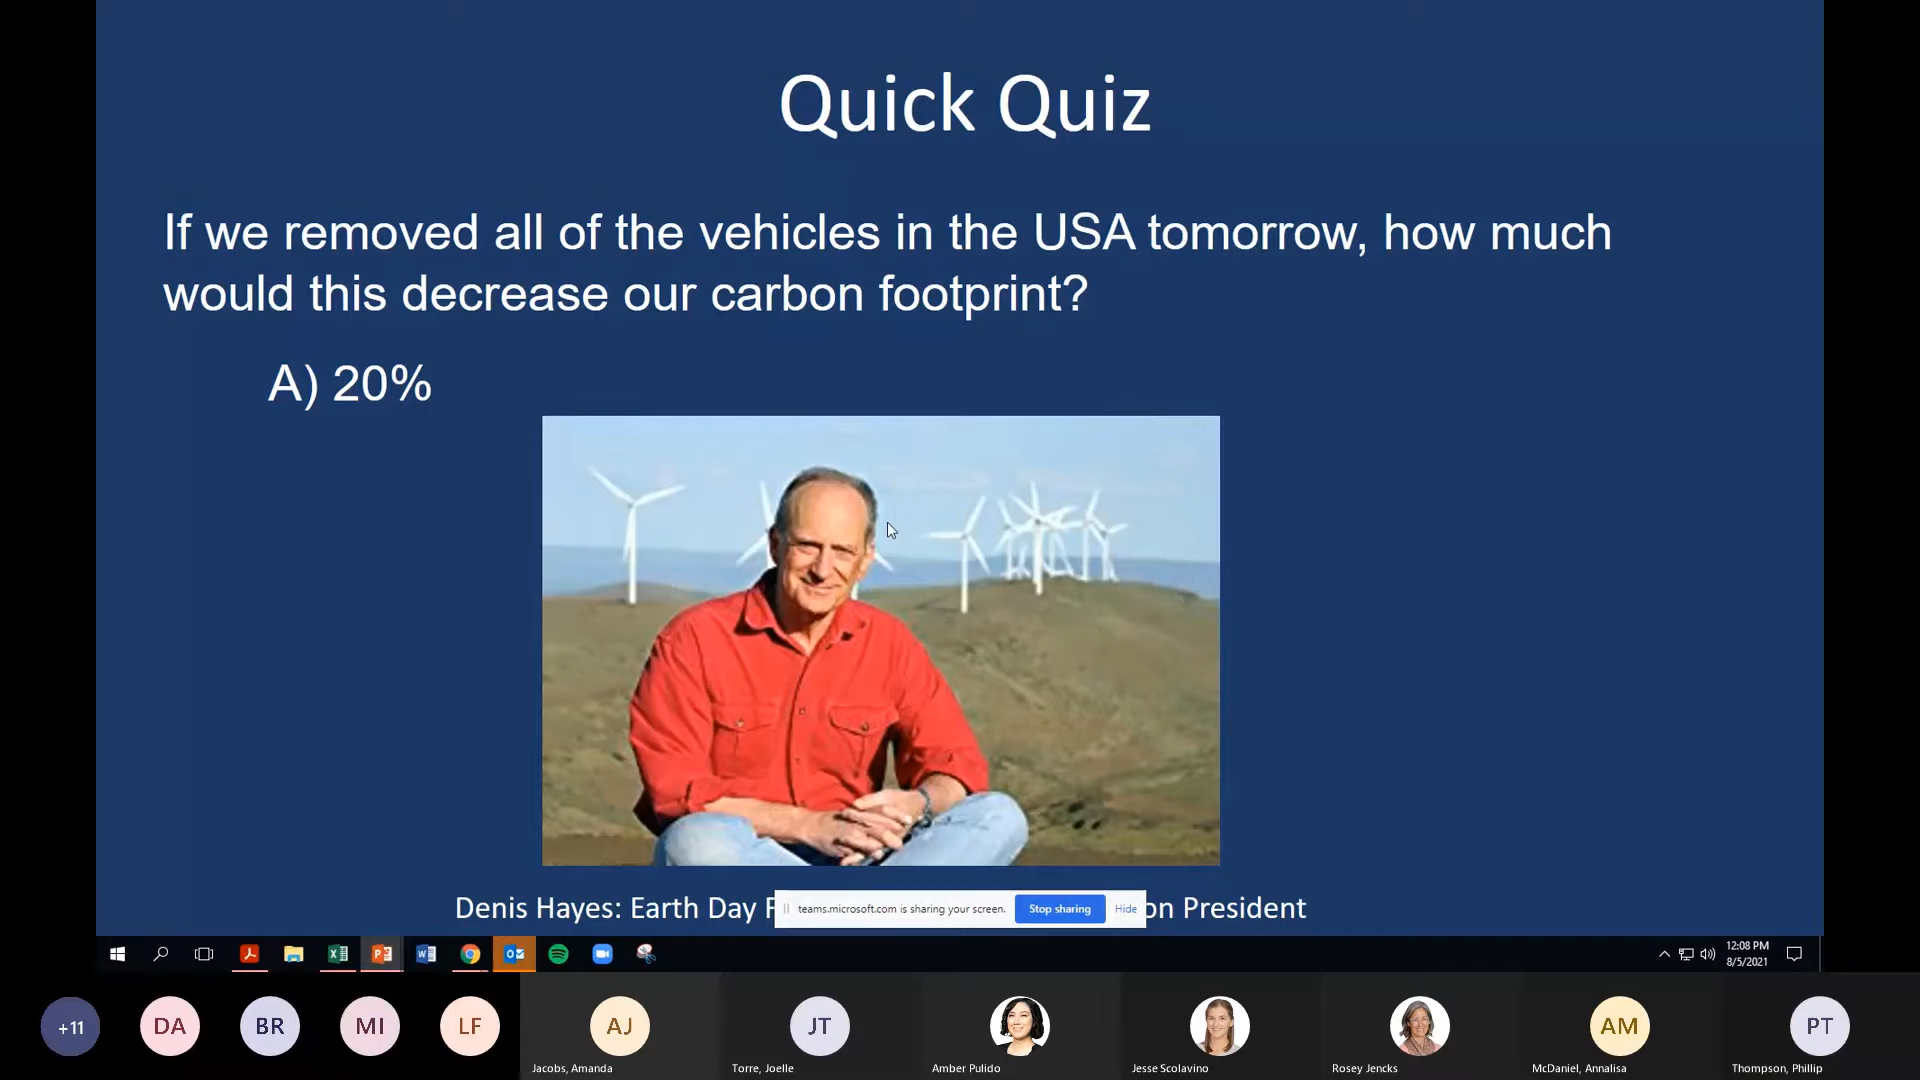 Quick Quiz
If we removed all of the vehicles in the USA tomorrow, how much
would this decrease our carbon footprint?
A) 20%
Denis Hayes: Earth Day
on President
teams.microsoft.com is sharing your screen.
Stop sharing
Hide
12:08 PM
8/5/2021
+11
DA
BR
MI
LF
AJ
JT
AM
PT
Jacobs, Amanda
Torre, Joelle
Amber Pulido
Jesse Scolavino
Rosey Jencks
McDaniel, Annalisa
Thompson, Phillip